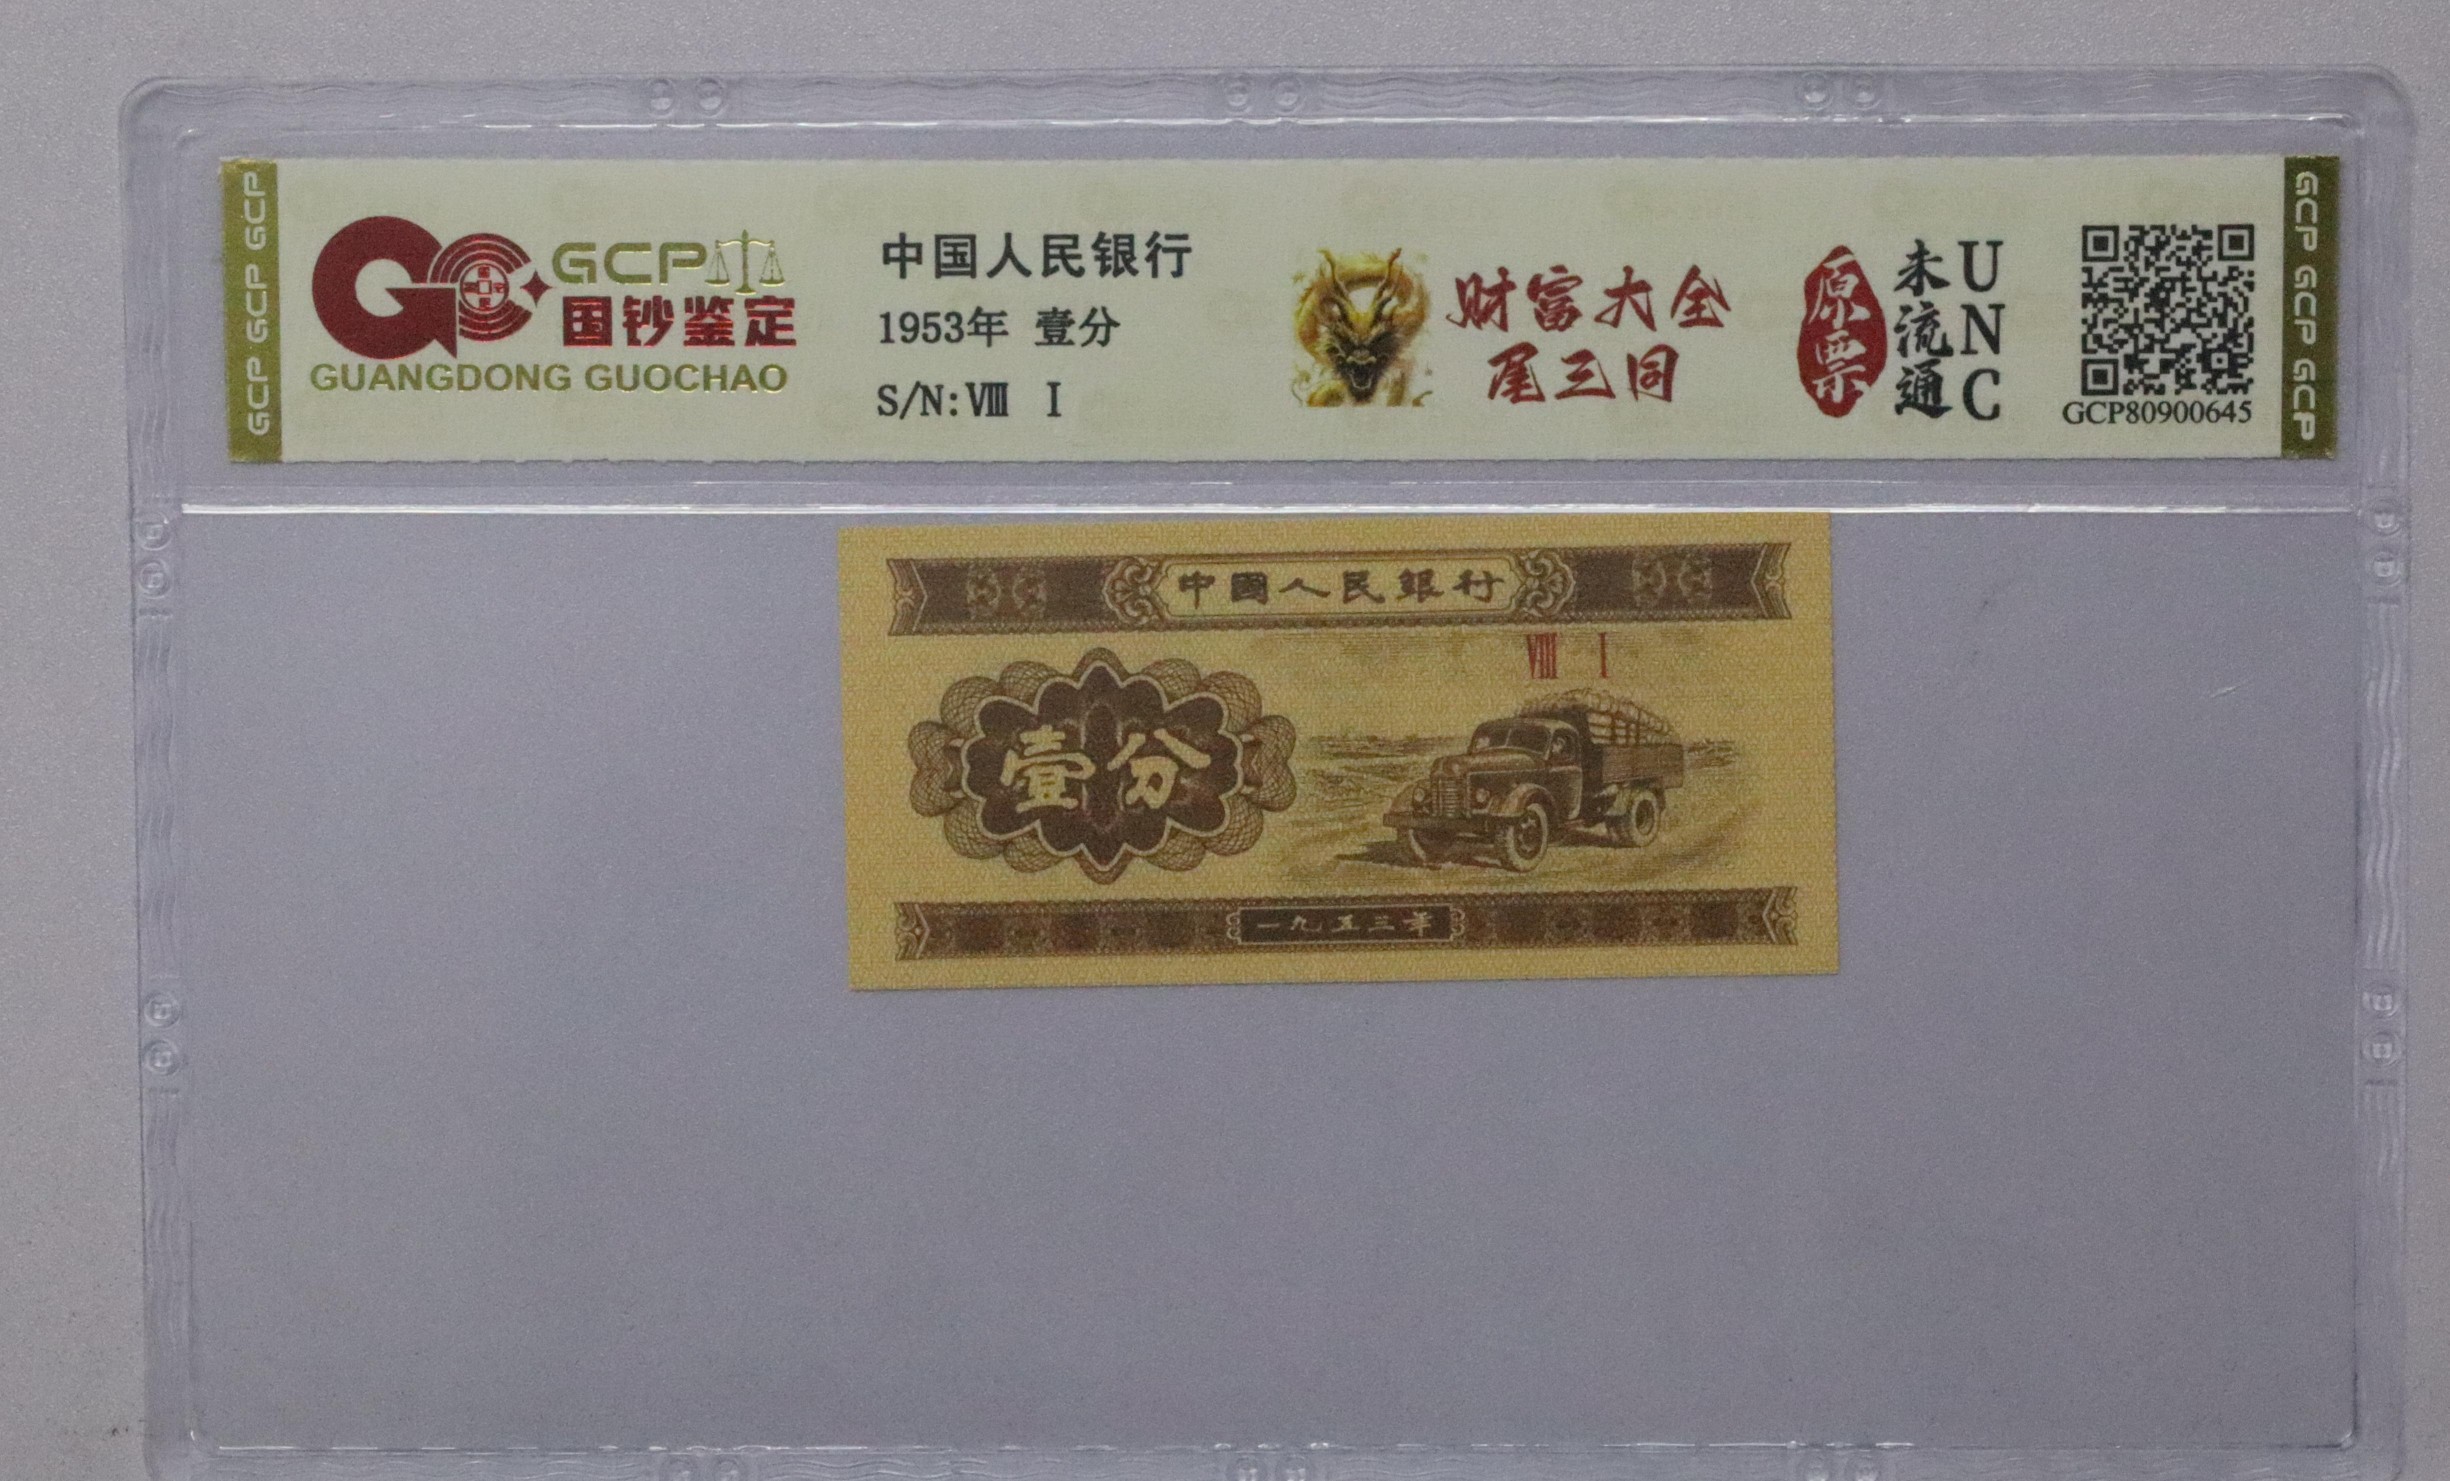 GCP GCP GCP
GCP
国钞鉴定
GUANGDONG GUOCHAO
中国人民银行
1953年 壹分
S/N:Ⅷ Ⅰ
财富大全
尾三同
原票
未流通
UNC
GCP80900645
GCP GCP GCP
中國人民銀行
Ⅷ Ⅰ
壹分
一九五三年